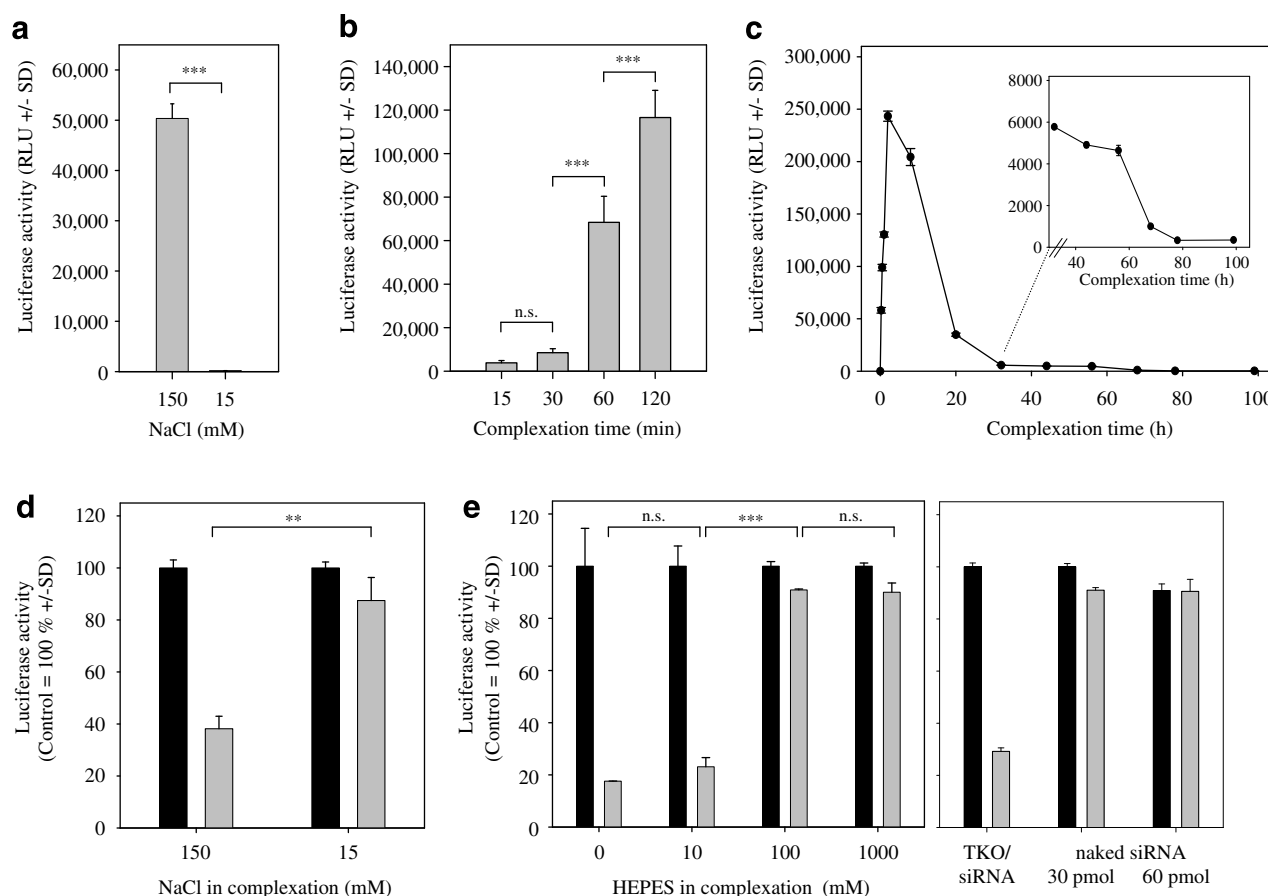 a
60,000
50,000
40,000
30,000
20,000
10,000
0
Luciferase activity (RLU +/- SD)
***
150 15
NaCl (mM)
b
140,000
120,000
100,000
80,000
60,000
40,000
20,000
0
Luciferase activity (RLU +/- SD)
n.s.
***
***
15 30 60 120
Complexation time (min)
c
300,000
250,000
200,000
150,000
100,000
50,000
0
Luciferase activity (RLU +/- SD)
0 20 40 60 80 100
Complexation time (h)
8000
6000
4000
2000
0
40 60 80 100
Complexation time (h)
d
120
100
80
60
40
20
0
Luciferase activity
(Control = 100 % +/-SD)
**
150 15
NaCl in complexation (mM)
e
120
100
80
60
40
20
0
Luciferase activity
(Control = 100 % +/-SD)
n.s.
***
n.s.
0 10 100 1000
HEPES in complexation (mM)
TKO/
siRNA
naked siRNA
30 pmol 60 pmol